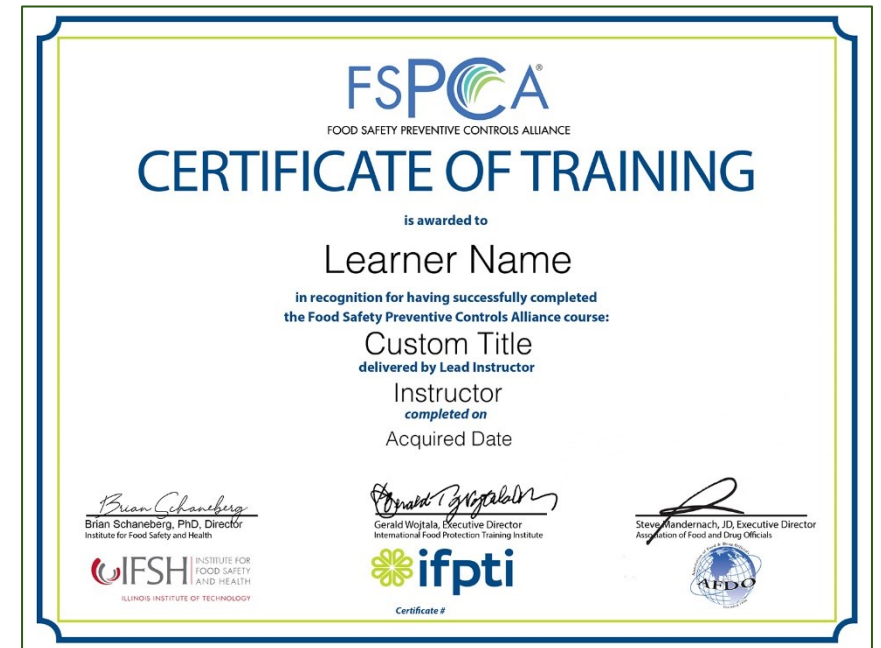 FSPCA®
FOOD SAFETY PREVENTIVE CONTROLS ALLIANCE
CERTIFICATE OF TRAINING
is awarded to
Learner Name
in recognition for having successfully completed
the Food Safety Preventive Controls Alliance course:
Custom Title
delivered by Lead Instructor
Instructor
completed on
Acquired Date
Brian Schaneberg
Brian Schaneberg, PhD, Director
Institute for Food Safety and Health
Gerald Wojtala, Executive Director
International Food Protection Training Institute
Steve Mandernach, JD, Executive Director
Association of Food and Drug Officials
IFSH
INSTITUTE FOR
FOOD SAFETY
AND HEALTH
ILLINOIS INSTITUTE OF TECHNOLOGY
ifpti
AFDO
Certificate #